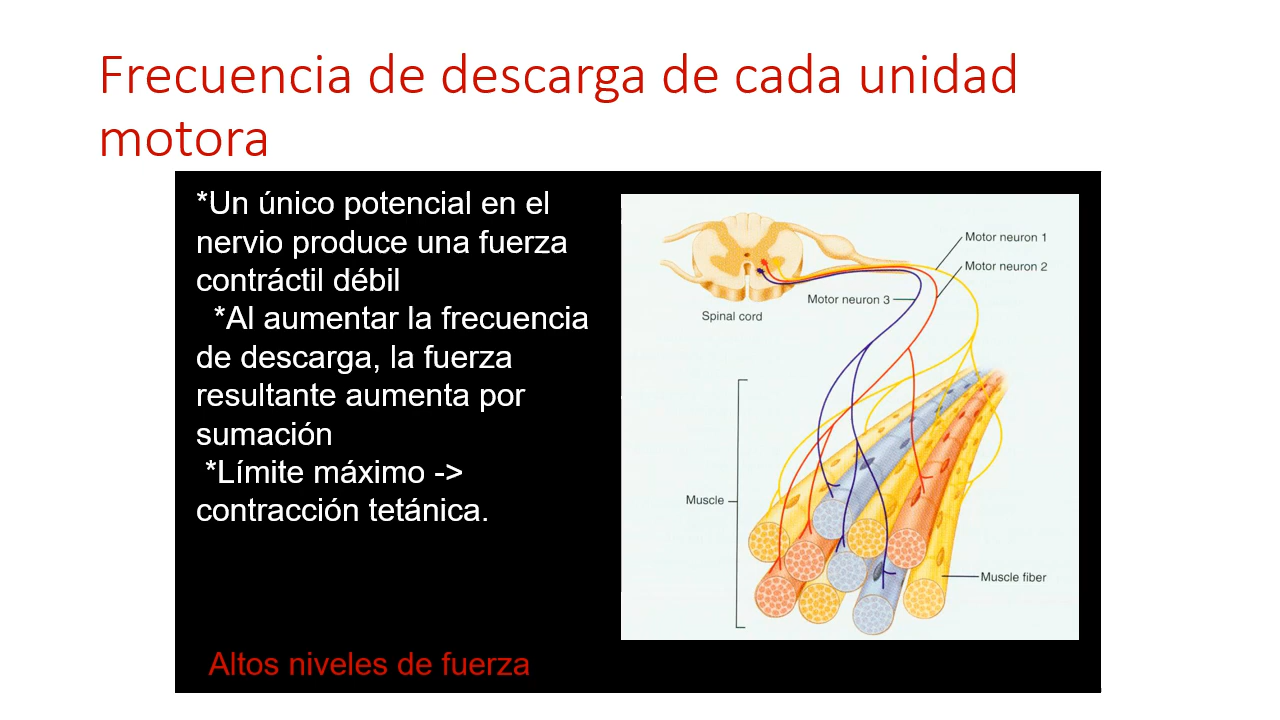 Frecuencia de descarga de cada unidad
motora
*Un único potencial en el
nervio produce una fuerza
contráctil débil
*Al aumentar la frecuencia
de descarga, la fuerza
resultante aumenta por
sumación
*Límite máximo ->
contracción tetánica.
Altos niveles de fuerza
Motor neuron 1
Motor neuron 2
Motor neuron 3
Spinal cord
Muscle
Muscle fiber